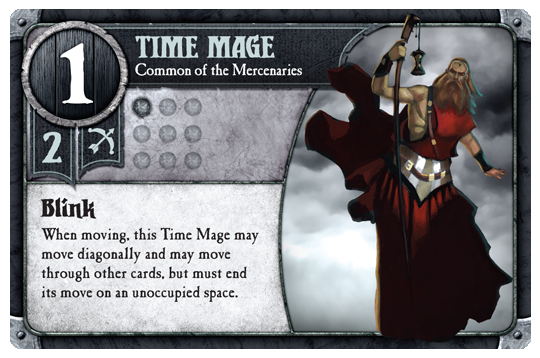 1
TIME MAGE
Common of the Mercenaries
2
Blink
When moving, this Time Mage may
move diagonally and may move
through other cards, but must end
its move on an unoccupied space.